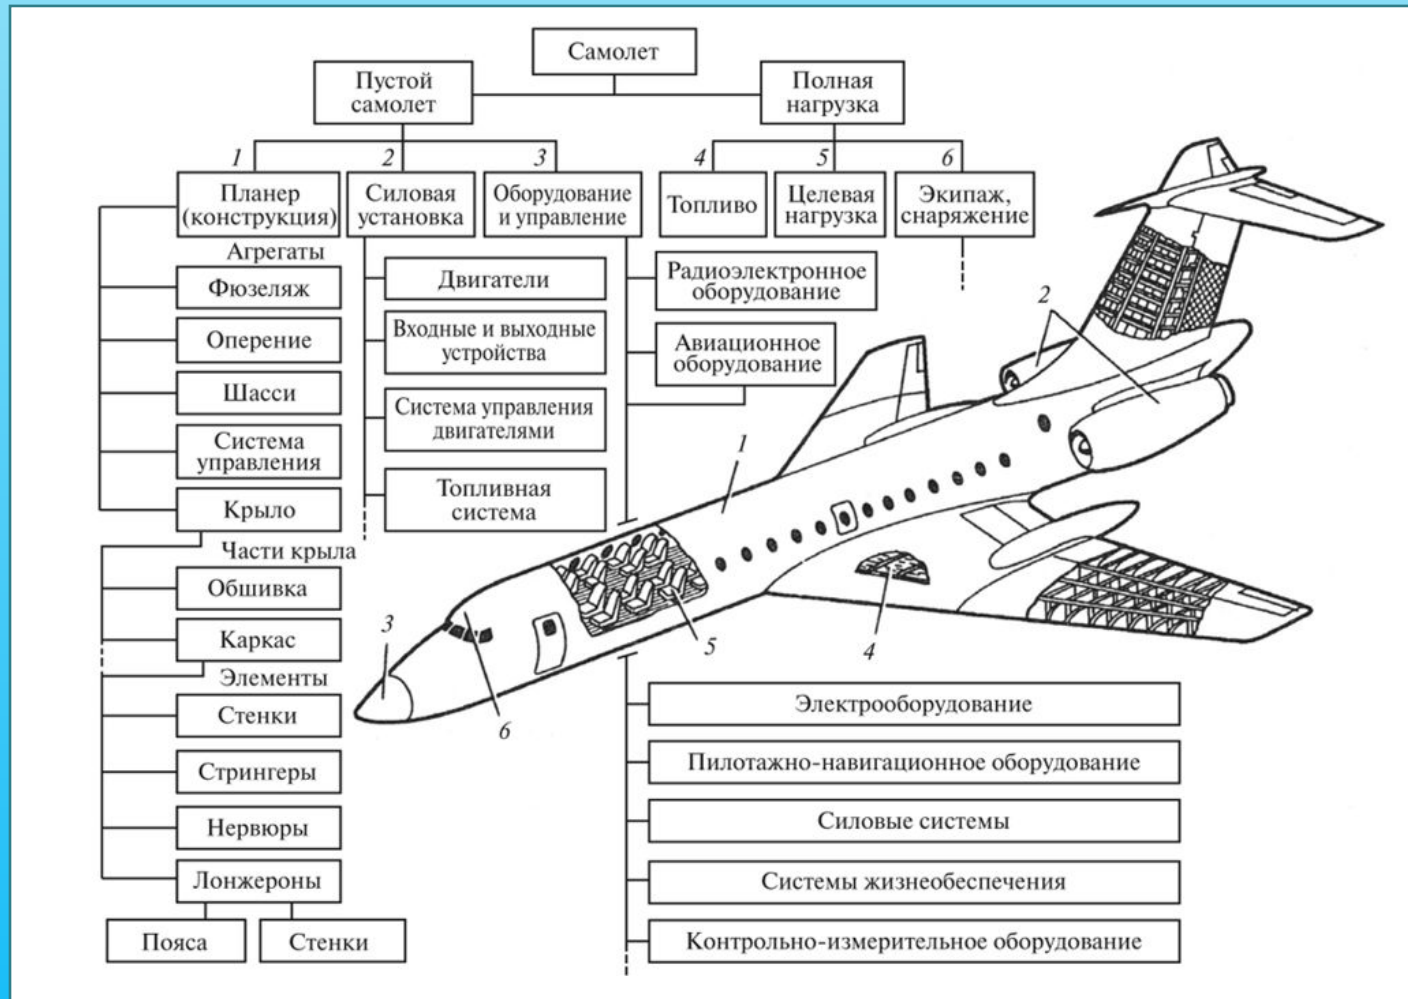 Самолет
Пустой
самолет
Полная
нагрузка
1
2
3
4
5
6
Планер
(конструкция)
Силовая
установка
Оборудование
и управление
Топливо
Целевая
нагрузка
Экипаж,
снаряжение
Агрегаты
Фюзеляж
Оперение
Шасси
Система
управления
Крыло
Части крыла
Обшивка
Каркас
Элементы
Стенки
Стрингеры
Нервюры
Лонжероны
Пояса
Стенки
Двигатели
Входные и выходные
устройства
Система управления
двигателями
Топливная
система
Радиоэлектронное
оборудование
Авиационное
оборудование
2
1
3
5
4
6
Электрооборудование
Пилотажно-навигационное оборудование
Силовые системы
Системы жизнеобеспечения
Контрольно-измерительное оборудование